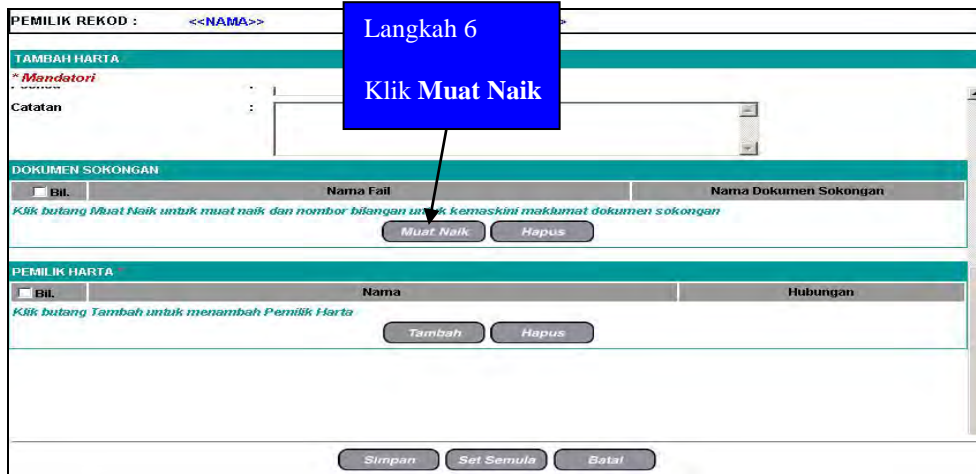 PEMILIK REKOD : <<NAMA>>
Langkah 6
Klik Muat Naik
TAMBAH HARTA
* Mandatori
Catatan :
DOKUMEN SOKONGAN
Bil. Nama Fail Nama Dokumen Sokongan
Klik butang Muat Naik untuk muat naik dan nombor bilangan untuk kemaskini maklumat dokumen sokongan
Muat Naik Hapus
PEMILIK HARTA *
Bil. Nama Hubungan
Klik butang Tambah untuk menambah Pemilik Harta
Tambah Hapus
Simpan Set Semula Batal